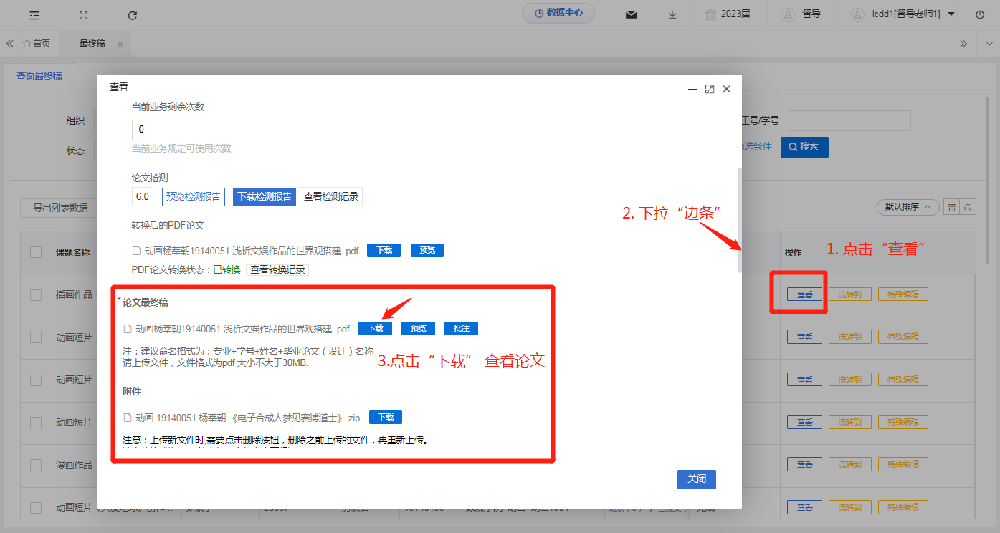 数据中心
2023届
督导
lcdd1[督导老师1]
首页
最终稿
查询最终稿
组织
工号/学号
状态
选条件
搜索
导出列表数据
默认排序
课题名称
操作
插画作品
动画短片
动画短片
动画短片
漫画作品
动画短片
查看
当前业务剩余次数
0
当前业务规定可使用次数
论文检测
6.0 预览检测报告 下载检测报告 查看检测记录
转换后的PDF论文
动画杨莘朝19140051 浅析文娱作品的世界观搭建 .pdf 下载 预览
PDF论文转换状态：已转换 查看转换记录
*论文最终稿
动画杨莘朝19140051 浅析文娱作品的世界观搭建 .pdf 下载 预览 批注
注：建议命名格式为：专业+学号+姓名+毕业论文（设计）名称
请上传文件，文件格式为pdf 大小不大于30MB.
附件
动画 19140051 杨莘朝 《电子合成人梦见赛博道士》.zip 下载
注意：上传新文件时,需要点击删除按钮，删除之前上传的文件，再重新上传。
关闭
1. 点击“查看”
2. 下拉“边条”
3.点击“下载” 查看论文
查看 流转到 特殊编辑
查看 流转到 特殊编辑
查看 流转到 特殊编辑
查看 流转到 特殊编辑
查看 流转到 特殊编辑
查看 流转到 特殊编辑